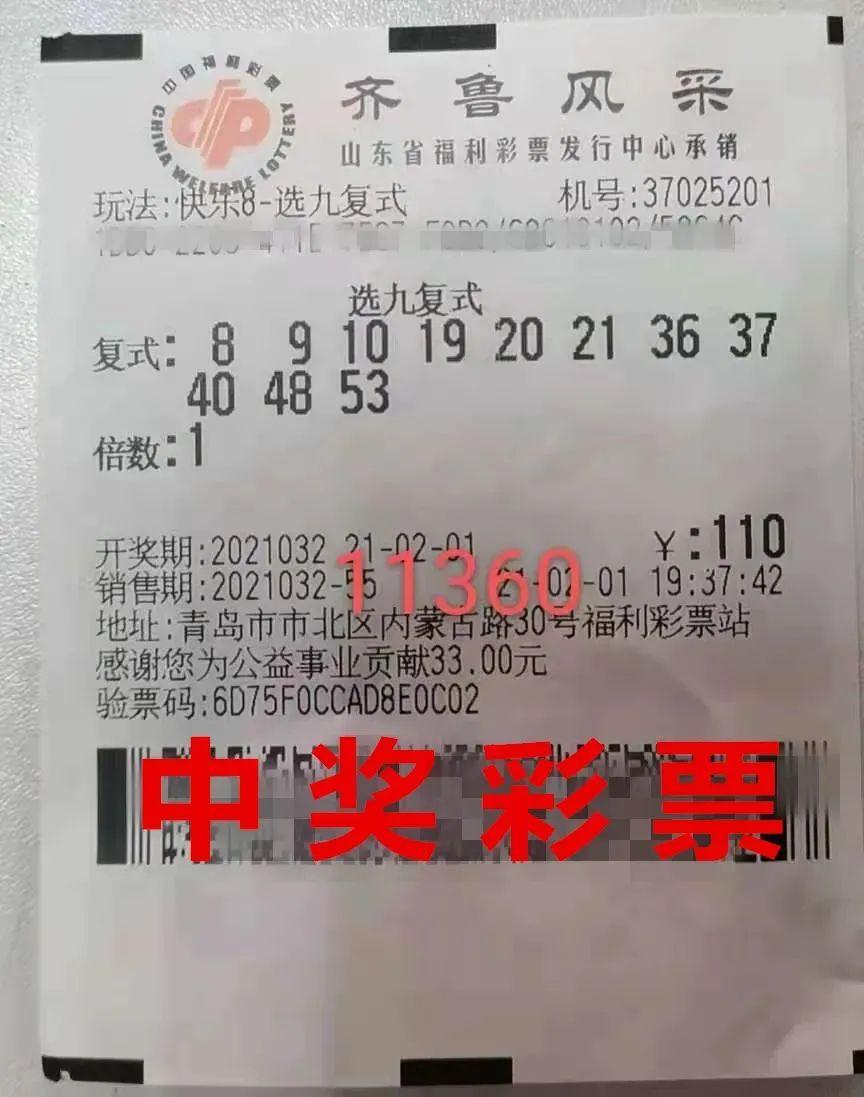 中国福利彩票
CHINA WELFARE LOTTERY
齐鲁风采
山东省福利彩票发行中心承销
玩法:快乐8-选九复式 机号:37025201
选九复式
复式: 8 9 10 19 20 21 36 37
40 48 53
倍数:1
开奖期:2021032 21-02-01 ¥:110
11360
销售期:2021032-55 21-02-01 19:37:42
地址:青岛市市北区内蒙古路30号福利彩票站
感谢您为公益事业贡献33.00元
验票码:6D75F0CCAD8E0C02
中奖彩票